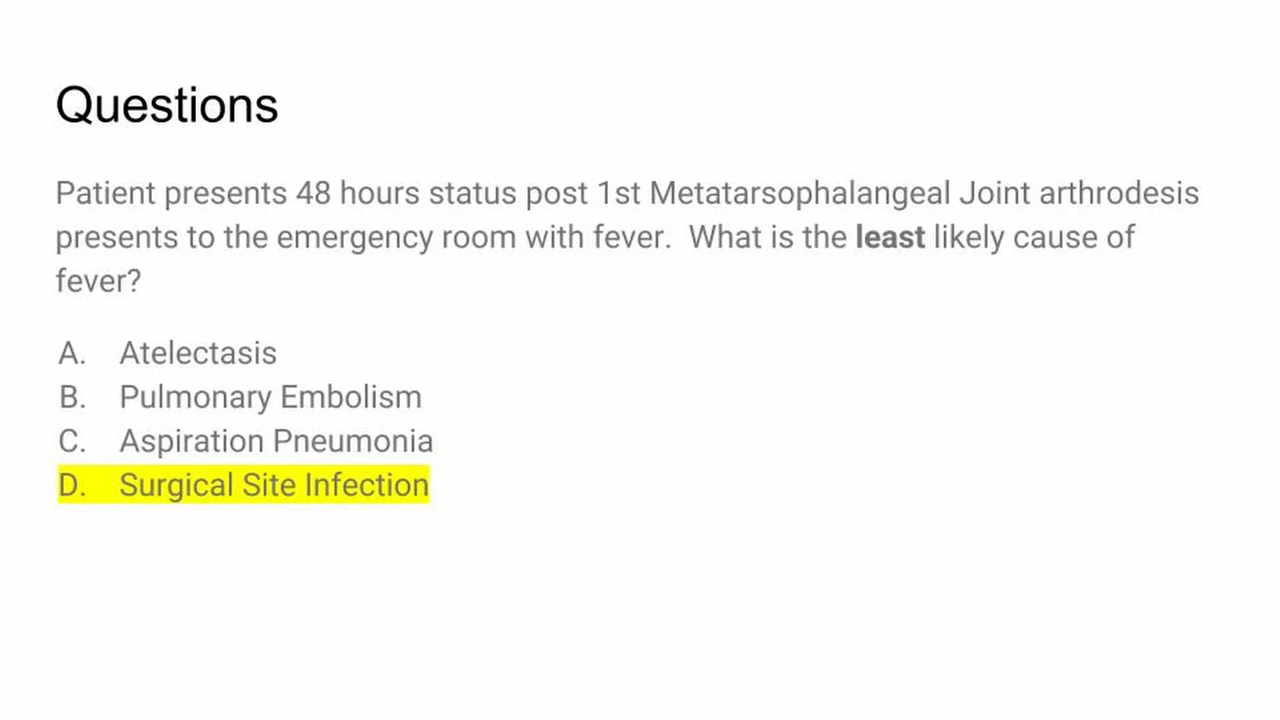 Questions
Patient presents 48 hours status post 1st Metatarsophalangeal Joint arthrodesis
presents to the emergency room with fever.  What is the least likely cause of
fever?
A. Atelectasis
B. Pulmonary Embolism
C. Aspiration Pneumonia
D. Surgical Site Infection